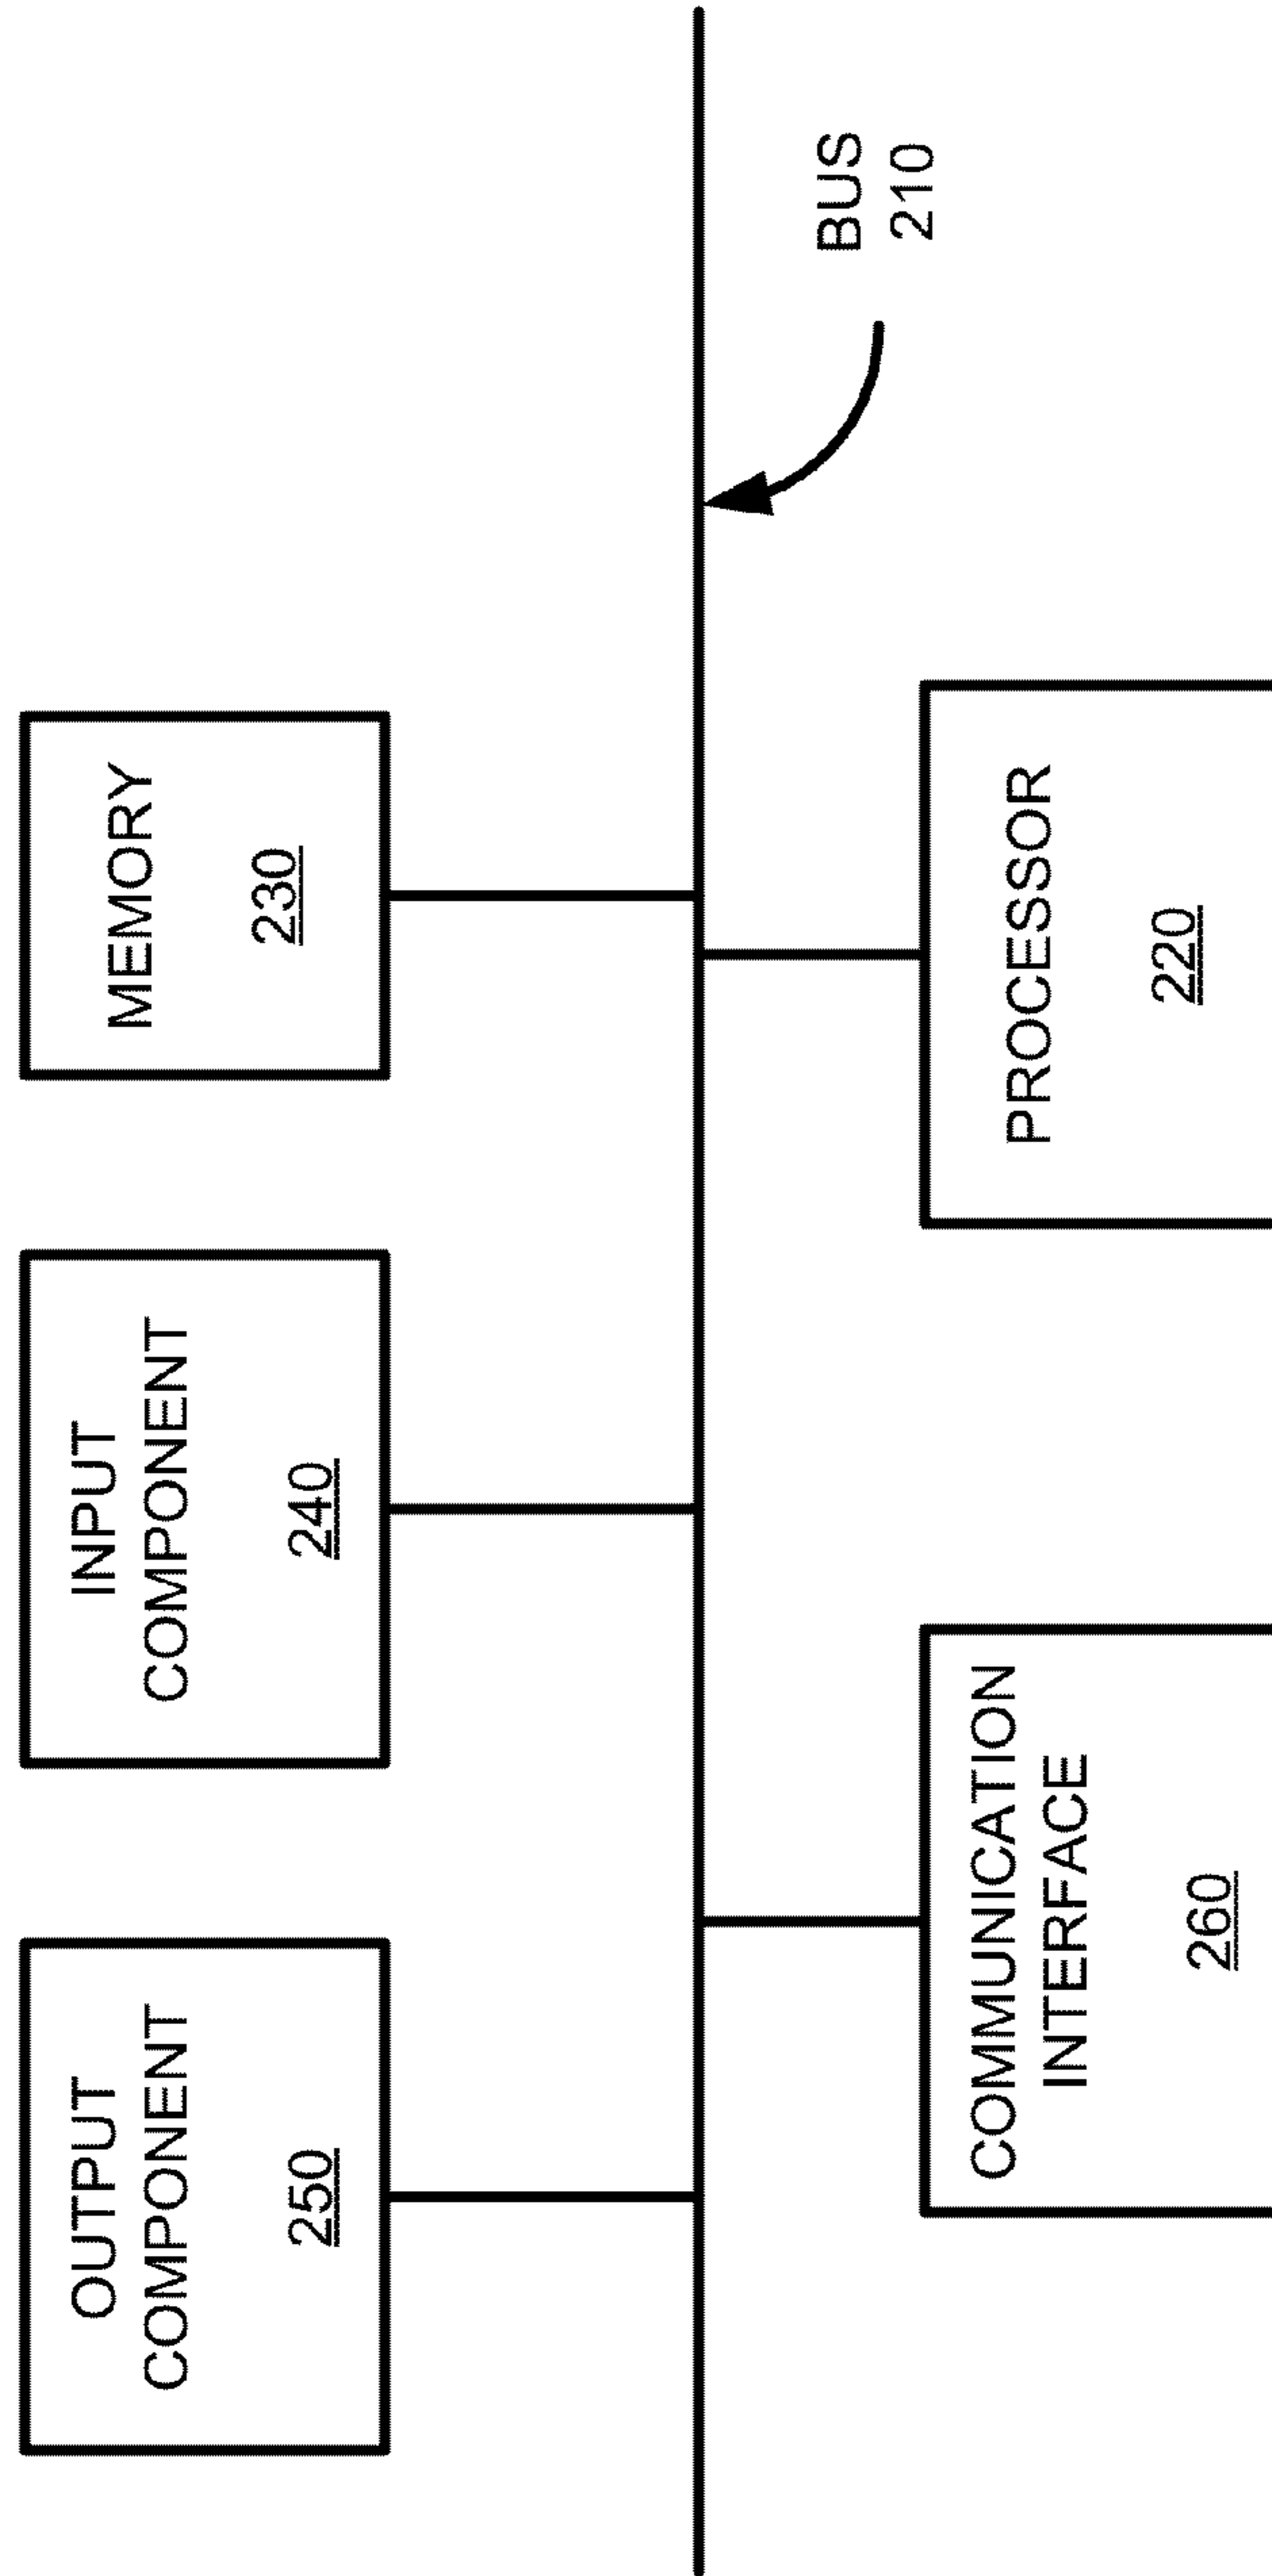 OUTPUT
COMPONENT
250
INPUT
COMPONENT
240
MEMORY
230
BUS
210
COMMUNICATION
INTERFACE
260
PROCESSOR
220